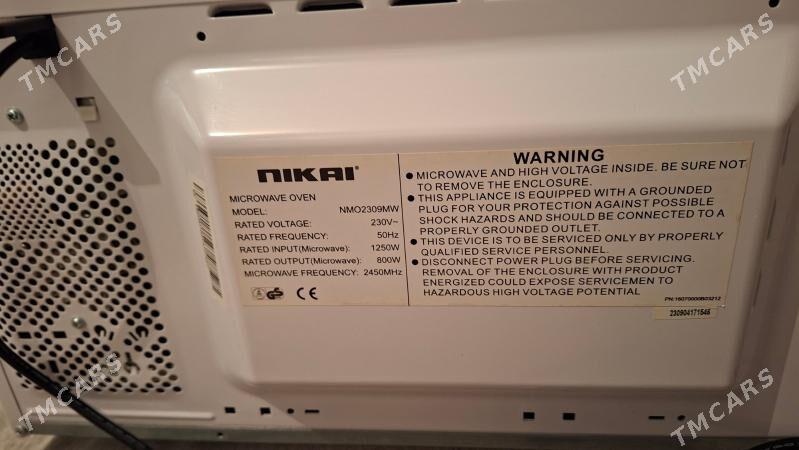 TMCARS
TMCARS
NIKAI
MICROWAVE OVEN
MODEL: NMO2309MW
RATED VOLTAGE: 230V~
RATED FREQUENCY: 50Hz
RATED INPUT(Microwave): 1250W
RATED OUTPUT(Microwave): 800W
MICROWAVE FREQUENCY: 2450MHz
CE
WARNING
● MICROWAVE AND HIGH VOLTAGE INSIDE. BE SURE NOT
TO REMOVE THE ENCLOSURE.
● THIS APPLIANCE IS EQUIPPED WITH A GROUNDED
PLUG FOR YOUR PROTECTION AGAINST POSSIBLE
SHOCK HAZARDS AND SHOULD BE CONNECTED TO A
PROPERLY GROUNDED OUTLET.
● THIS DEVICE IS TO BE SERVICED ONLY BY PROPERLY
QUALIFIED SERVICE PERSONNEL.
● DISCONNECT POWER PLUG BEFORE SERVICING.
REMOVAL OF THE ENCLOSURE WITH PRODUCT
ENERGIZED COULD EXPOSE SERVICEMEN TO
HAZARDOUS HIGH VOLTAGE POTENTIAL
PN:16070000B03212
230904171546
TMCARS
TMCARS